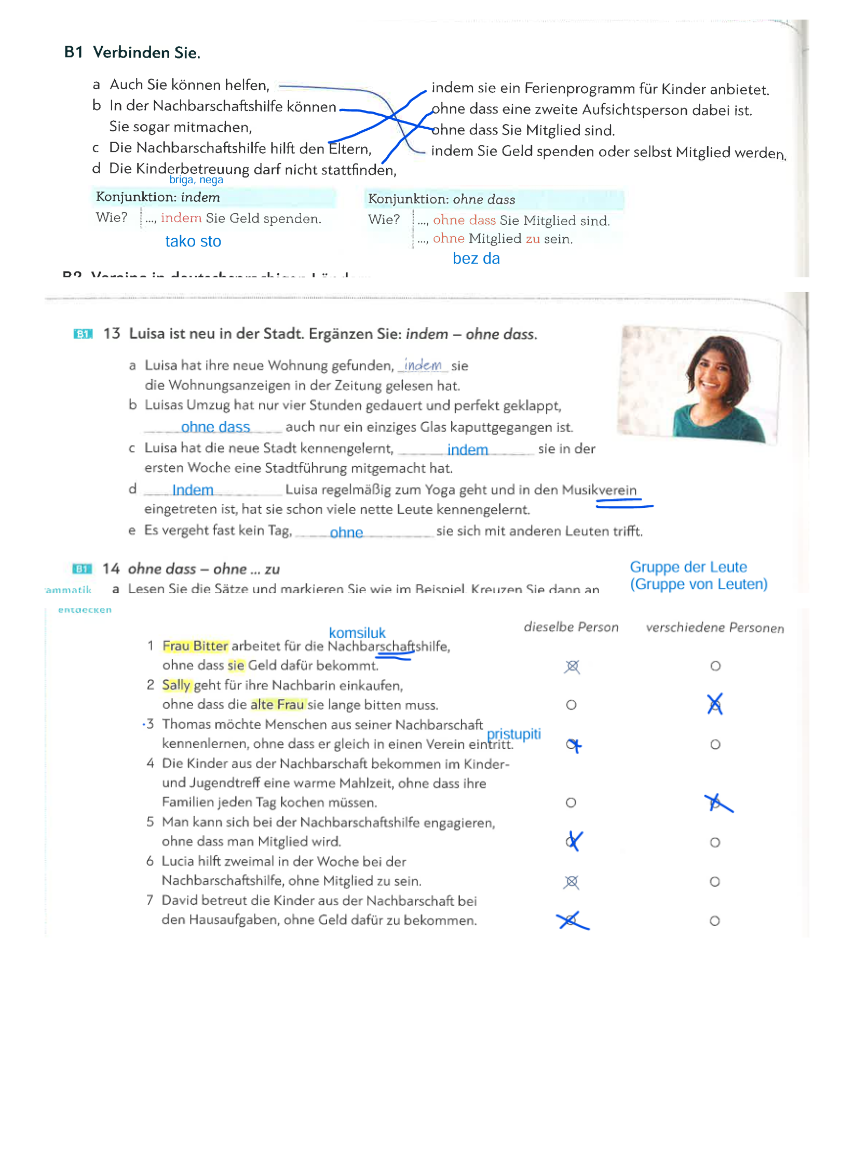 B1 Verbinden Sie.
a Auch Sie können helfen,
b In der Nachbarschaftshilfe können
Sie sogar mitmachen,
c Die Nachbarschaftshilfe hilft den Eltern,
d Die Kinderbetreuung darf nicht stattfinden,
briga, nega
indem sie ein Ferienprogramm für Kinder anbietet.
ohne dass eine zweite Aufsichtsperson dabei ist.
ohne dass Sie Mitglied sind.
indem Sie Geld spenden oder selbst Mitglied werden,
Konjunktion: indem
Wie? ..., indem Sie Geld spenden.
tako sto
Konjunktion: ohne dass
Wie? ..., ohne dass Sie Mitglied sind.
..., ohne Mitglied zu sein.
bez da
B1 13 Luisa ist neu in der Stadt. Ergänzen Sie: indem – ohne dass.
a Luisa hat ihre neue Wohnung gefunden, indem sie
die Wohnungsanzeigen in der Zeitung gelesen hat.
b Luisas Umzug hat nur vier Stunden gedauert und perfekt geklappt,
ohne dass auch nur ein einziges Glas kaputtgegangen ist.
c Luisa hat die neue Stadt kennengelernt, indem sie in der
ersten Woche eine Stadtführung mitgemacht hat.
d Indem Luisa regelmäßig zum Yoga geht und in den Musikverein
eingetreten ist, hat sie schon viele nette Leute kennengelernt.
e Es vergeht fast kein Tag, ohne sie sich mit anderen Leuten trifft.
Gruppe der Leute
(Gruppe von Leuten)
B1 14 ohne dass – ohne ... zu
ammatik a Lesen Sie die Sätze und markieren Sie wie im Beispiel. Kreuzen Sie dann an
entdecken
dieselbe Person verschiedene Personen
komsiluk
1 Frau Bitter arbeitet für die Nachbarschaftshilfe,
ohne dass sie Geld dafür bekommt.
2 Sally geht für ihre Nachbarin einkaufen,
ohne dass die alte Frau sie lange bitten muss.
3 Thomas möchte Menschen aus seiner Nachbarschaft
pristupiti
kennenlernen, ohne dass er gleich in einen Verein eintritt.
4 Die Kinder aus der Nachbarschaft bekommen im Kinder-
und Jugendtreff eine warme Mahlzeit, ohne dass ihre
Familien jeden Tag kochen müssen.
5 Man kann sich bei der Nachbarschaftshilfe engagieren,
ohne dass man Mitglied wird.
6 Lucia hilft zweimal in der Woche bei der
Nachbarschaftshilfe, ohne Mitglied zu sein.
7 David betreut die Kinder aus der Nachbarschaft bei
den Hausaufgaben, ohne Geld dafür zu bekommen.